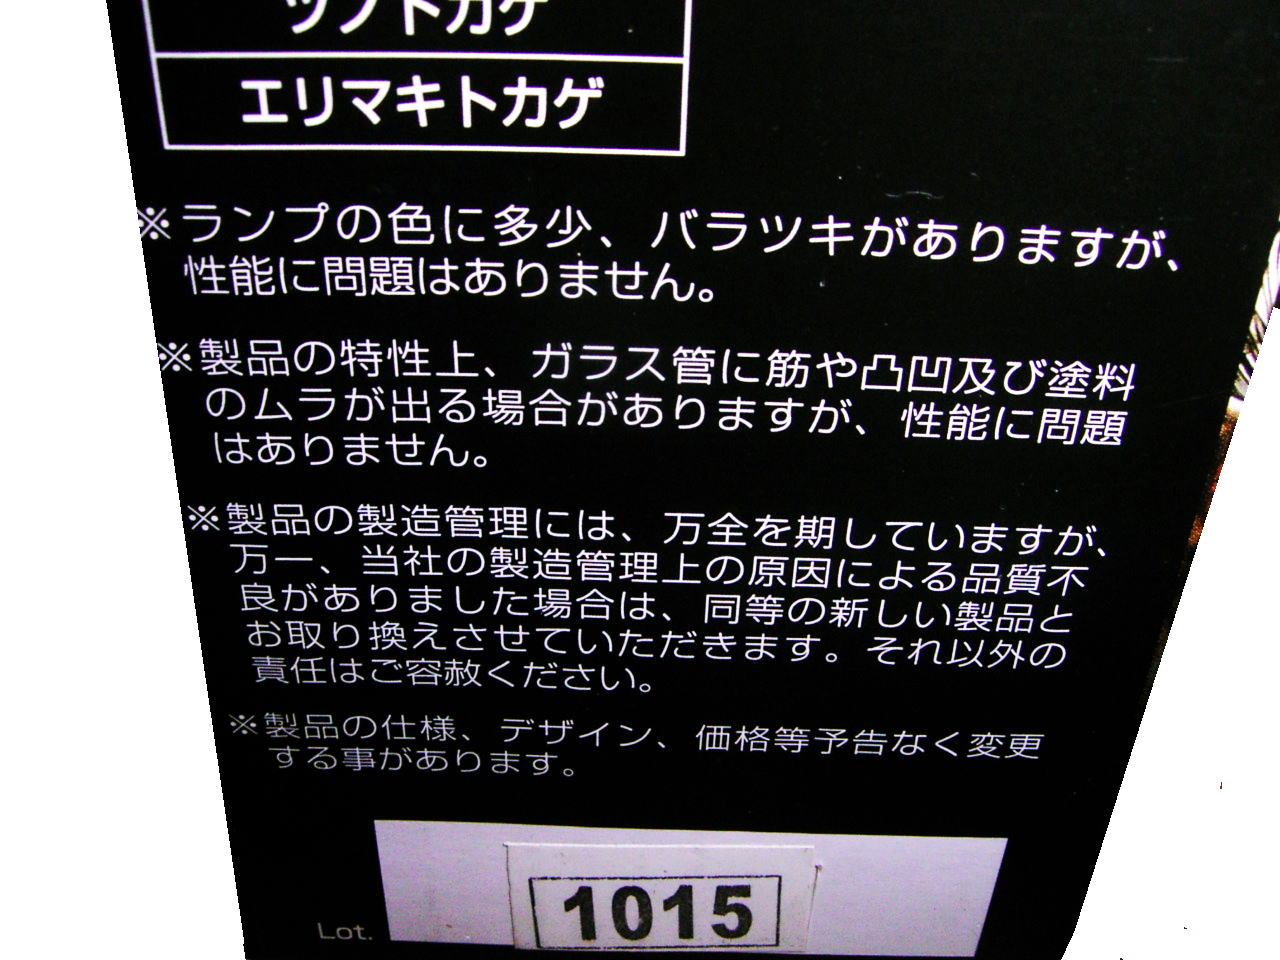 ツノトカゲ
エリマキトカゲ
※ランプの色に多少、バラツキがありますが、
性能に問題はありません。
※製品の特性上、ガラス管に筋や凸凹及び塗料
のムラが出る場合がありますが、性能に問題
はありません。
※製品の製造管理には、万全を期していますが、
万一、当社の製造管理上の原因による品質不
良がありました場合は、同等の新しい製品と
お取り換えさせていただきます。それ以外の
責任はご容赦ください。
※製品の仕様、デザイン、価格等予告なく変更
する事があります。
Lot. 1015